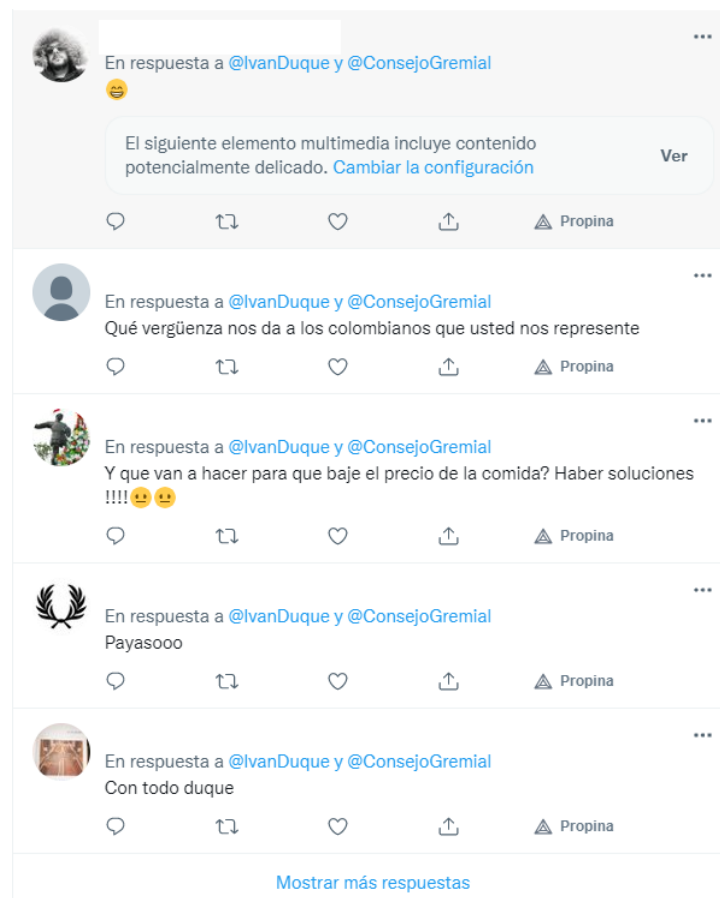 En respuesta a @IvanDuque y @ConsejoGremial
😁
El siguiente elemento multimedia incluye contenido
potencialmente delicado. Cambiar la configuración
Ver
Propina
En respuesta a @IvanDuque y @ConsejoGremial
Qué vergüenza nos da a los colombianos que usted nos represente
Propina
En respuesta a @IvanDuque y @ConsejoGremial
Y que van a hacer para que baje el precio de la comida? Haber soluciones
!!!!😐😐
Propina
En respuesta a @IvanDuque y @ConsejoGremial
Payasooo
Propina
En respuesta a @IvanDuque y @ConsejoGremial
Con todo duque
Propina
Mostrar más respuestas